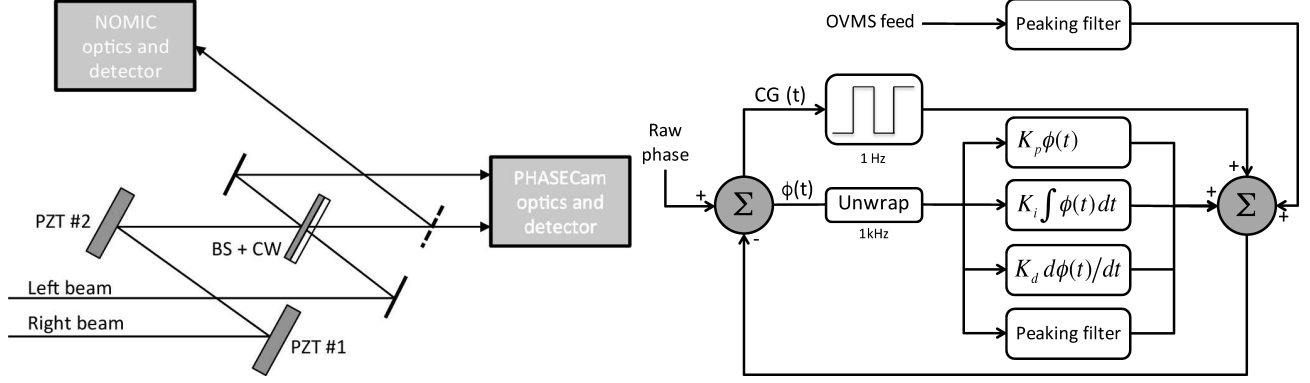 NOMIC
optics and
detector
PZT #2
BS + CW
PHASECam
optics and
detector
Left beam
Right beam
PZT #1
OVMS feed
Peaking filter
CG (t)
1 Hz
Raw
phase
+
Σ
-
ϕ(t)
Unwrap
1kHz
K_p ϕ(t)
K_i ∫ ϕ(t) dt
K_d dϕ(t)/dt
Peaking filter
+
+
Σ
+